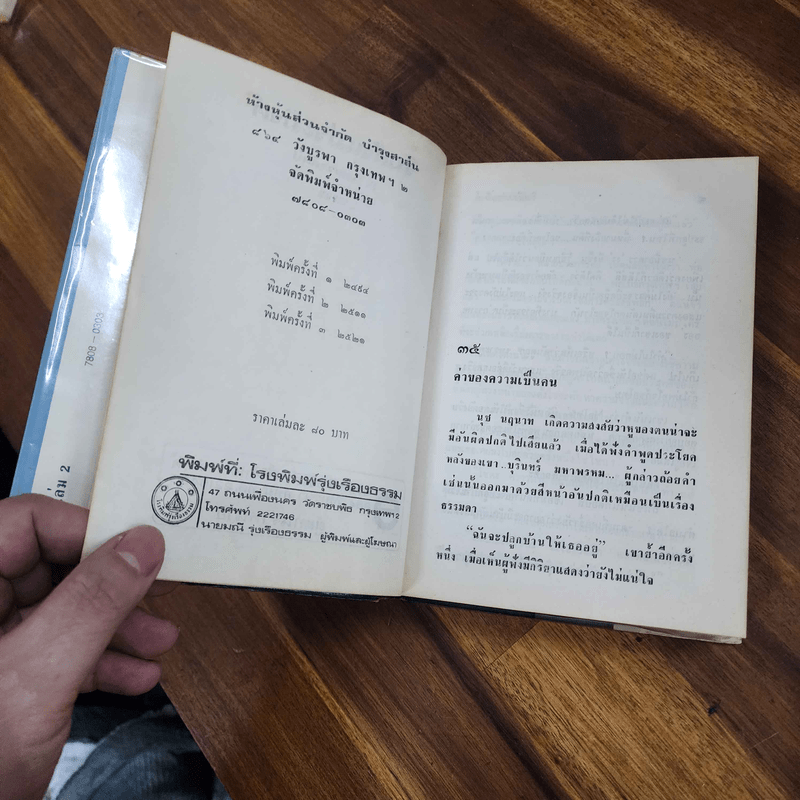 ห้างหุ้นส่วนจำกัด บำรุงสาส์น
๔๖๔ วังบูรพา กรุงเทพฯ ๒
จัดพิมพ์จำหน่าย
๗๘๐๘-๐๓๐๓
พิมพ์ครั้งที่ ๑ ๒๔๙๔
พิมพ์ครั้งที่ ๒ ๒๕๑๑
พิมพ์ครั้งที่ ๓ ๒๕๒๑
ราคาเล่มละ ๘๐ บาท
พิมพ์ที่: โรงพิมพ์รุ่งเรืองธรรม
47 ถนนเฟื่องนคร วัดราชบพิธ กรุงเทพฯ2
โทรศัพท์ 2221746
นายมณี รุ่งเรืองธรรม ผู้พิมพ์และผู้โฆษณา
7808-0303
เล่ม 2
๓๕
ค่าของความเป็นคน
นุช นฤนาท เกิดความสงสัยว่าหูของตนน่าจะ
มีอันผิดปกติไปเสียแล้ว เมื่อได้ฟังคำพูดประโยค
หลังของเขา..บุรินทร์ มหาพรหม... ผู้กล่าวถ้อยคำ
เช่นนั้นออกมาด้วยสีหน้าอันปกติเหมือนเป็นเรื่อง
ธรรมดา
“ฉันจะปลูกบ้านให้เธออยู่” เขาย้ำอีกครั้ง
หนึ่ง เมื่อเห็นผู้ฟังมีกิริยาแสดงว่ายังไม่แน่ใจ